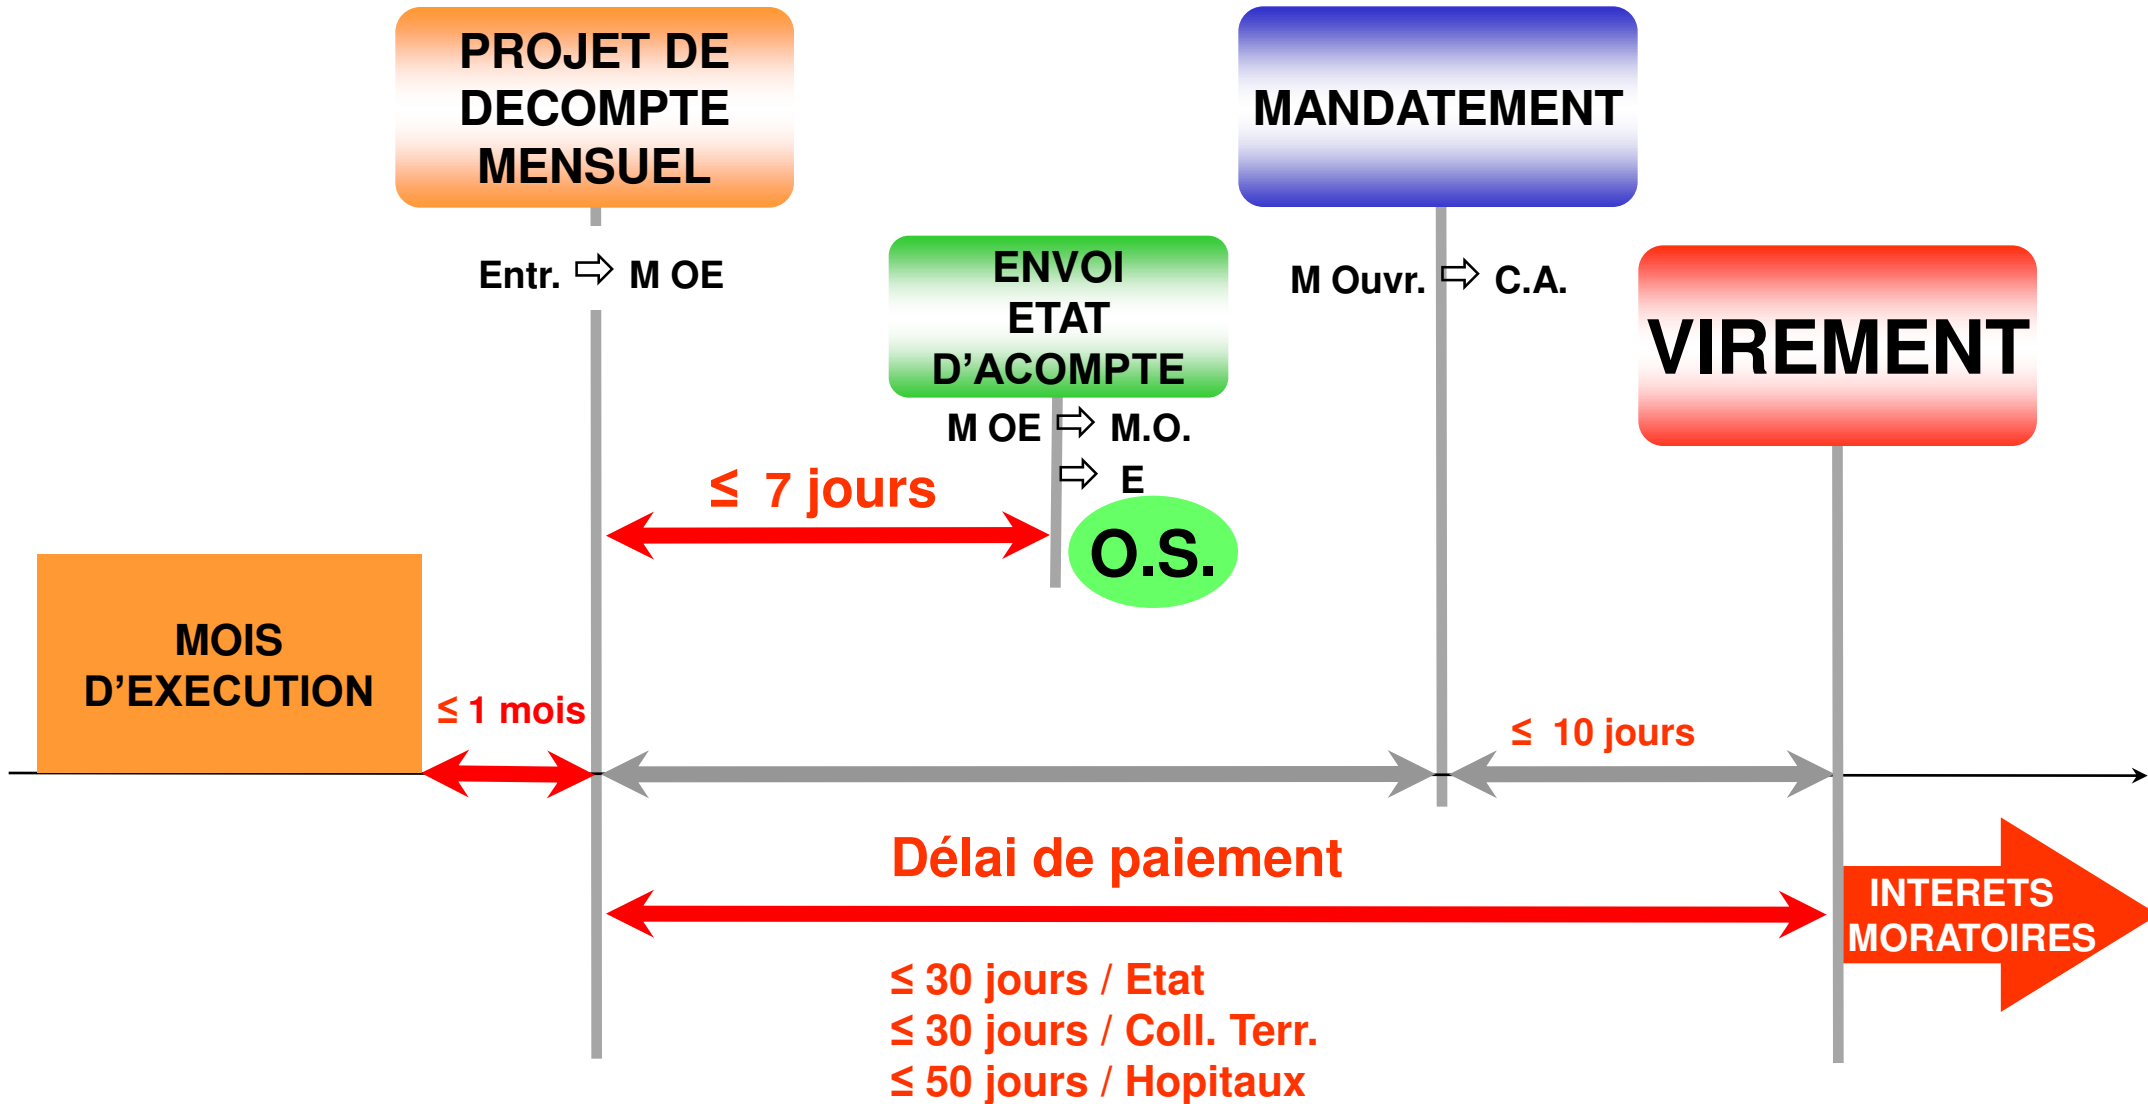 PROJET DE
DECOMPTE
MENSUEL
MANDATEMENT
Entr. ⇨ M OE
ENVOI
ETAT
D’ACOMPTE
M Ouvr. ⇨ C.A.
VIREMENT
M OE ⇨ M.O.
⇨ E
≤ 7 jours
O.S.
MOIS
D’EXECUTION
≤ 1 mois
≤ 10 jours
Délai de paiement
INTERETS
MORATOIRES
≤ 30 jours / Etat
≤ 30 jours / Coll. Terr.
≤ 50 jours / Hopitaux